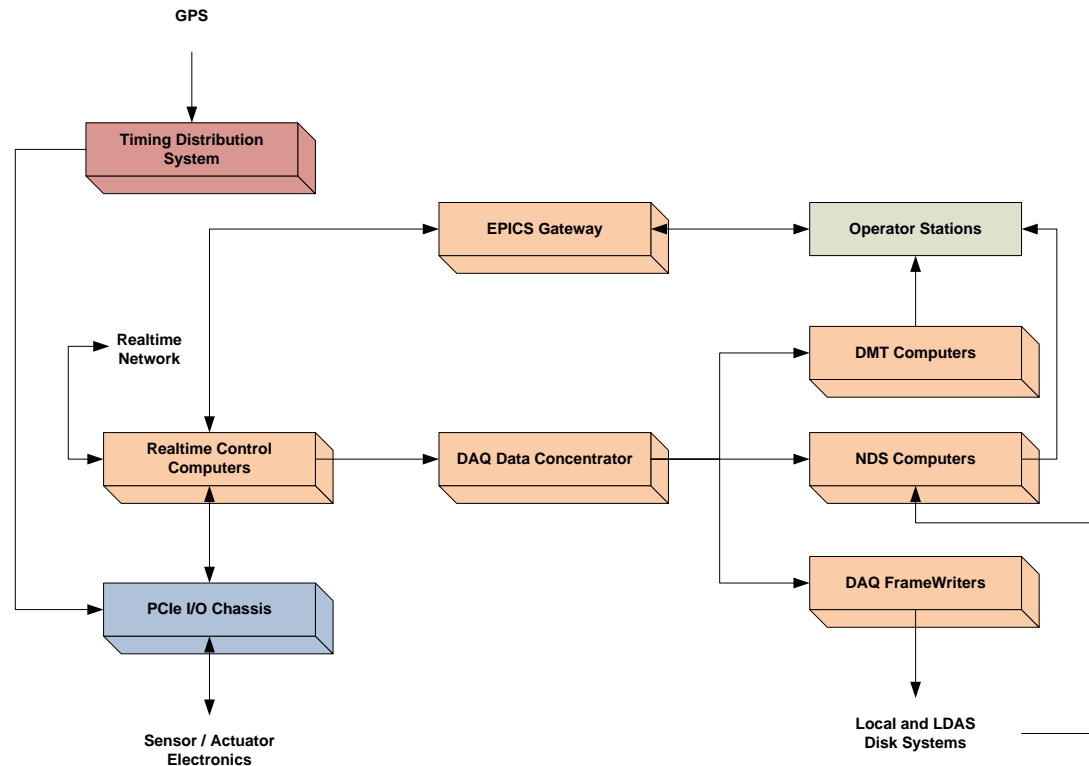 GPS
Timing Distribution
System
EPICS Gateway
Operator Stations
Realtime
Network
DMT Computers
Realtime Control
Computers
DAQ Data Concentrator
NDS Computers
PCIe I/O Chassis
DAQ FrameWriters
Sensor / Actuator
Electronics
Local and LDAS
Disk Systems